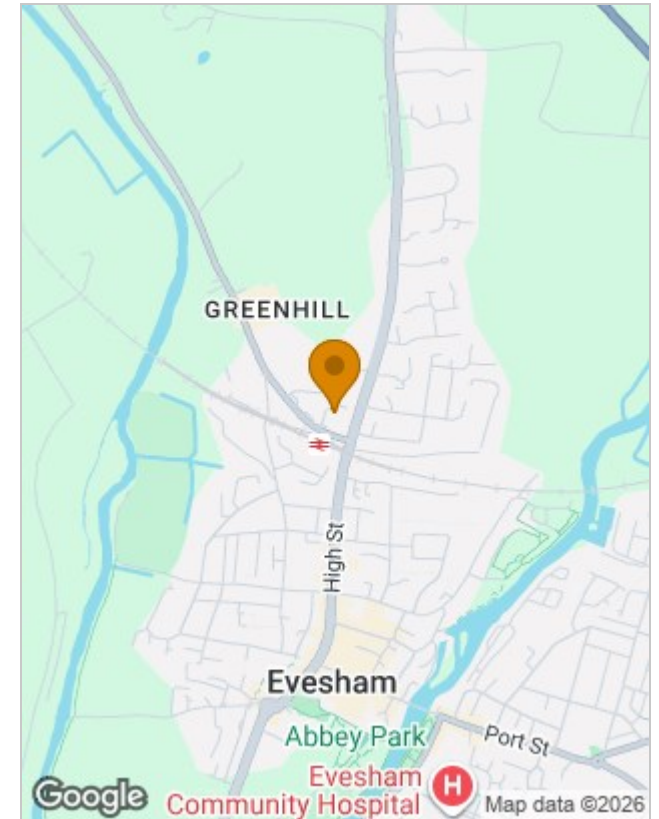 GREENHILL
High St
Evesham
Abbey Park
Port St
Evesham
Community Hospital
H
Google
Map data ©2026